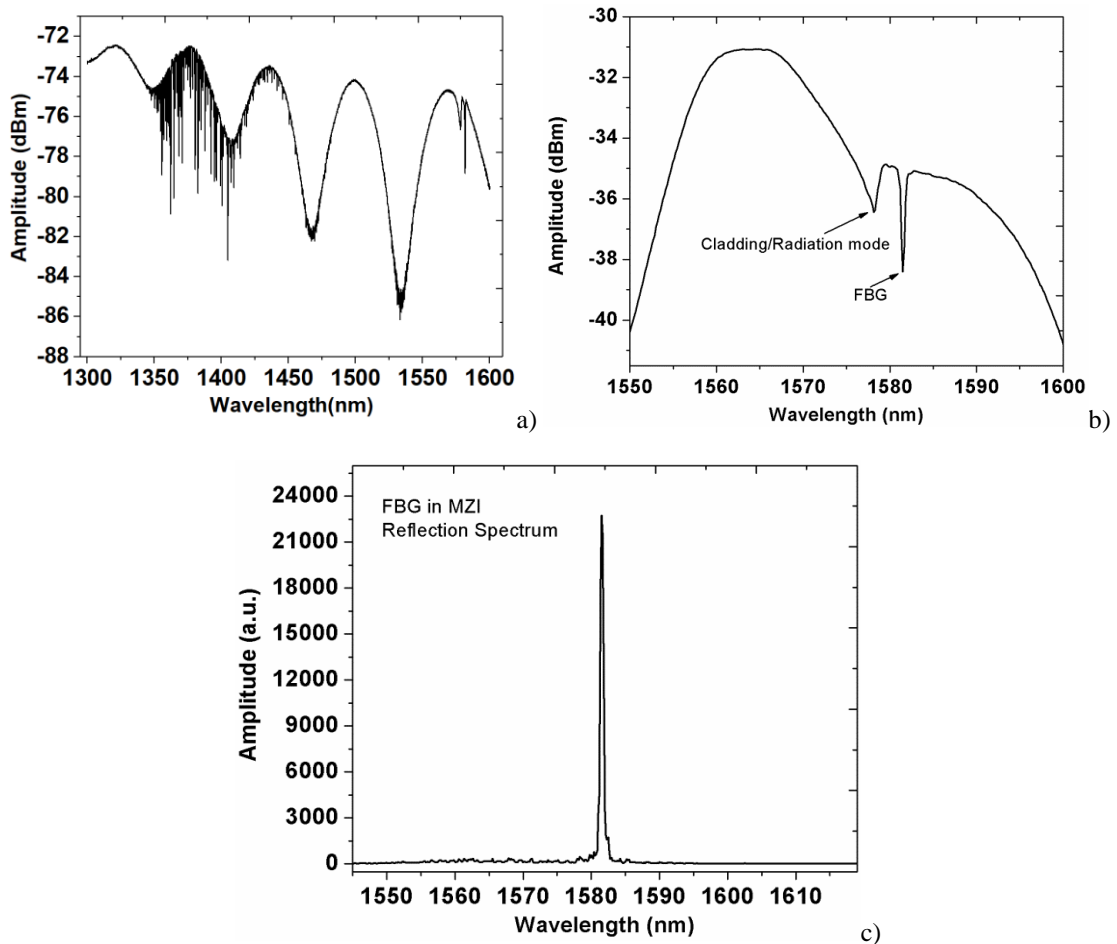 -72
-74
-76
-78
-80
-82
-84
-86
-88
Amplitude (dBm)
1300 1350 1400 1450 1500 1550 1600
Wavelength(nm)
a)
-30
-32
-34
-36
-38
-40
Amplitude (dBm)
Cladding/Radiation mode
FBG
1550 1560 1570 1580 1590 1600
Wavelength (nm)
b)
24000
21000
18000
15000
12000
9000
6000
3000
0
Amplitude (a.u.)
FBG in MZI
Reflection Spectrum
1550 1560 1570 1580 1590 1600 1610
Wavelength (nm)
c)